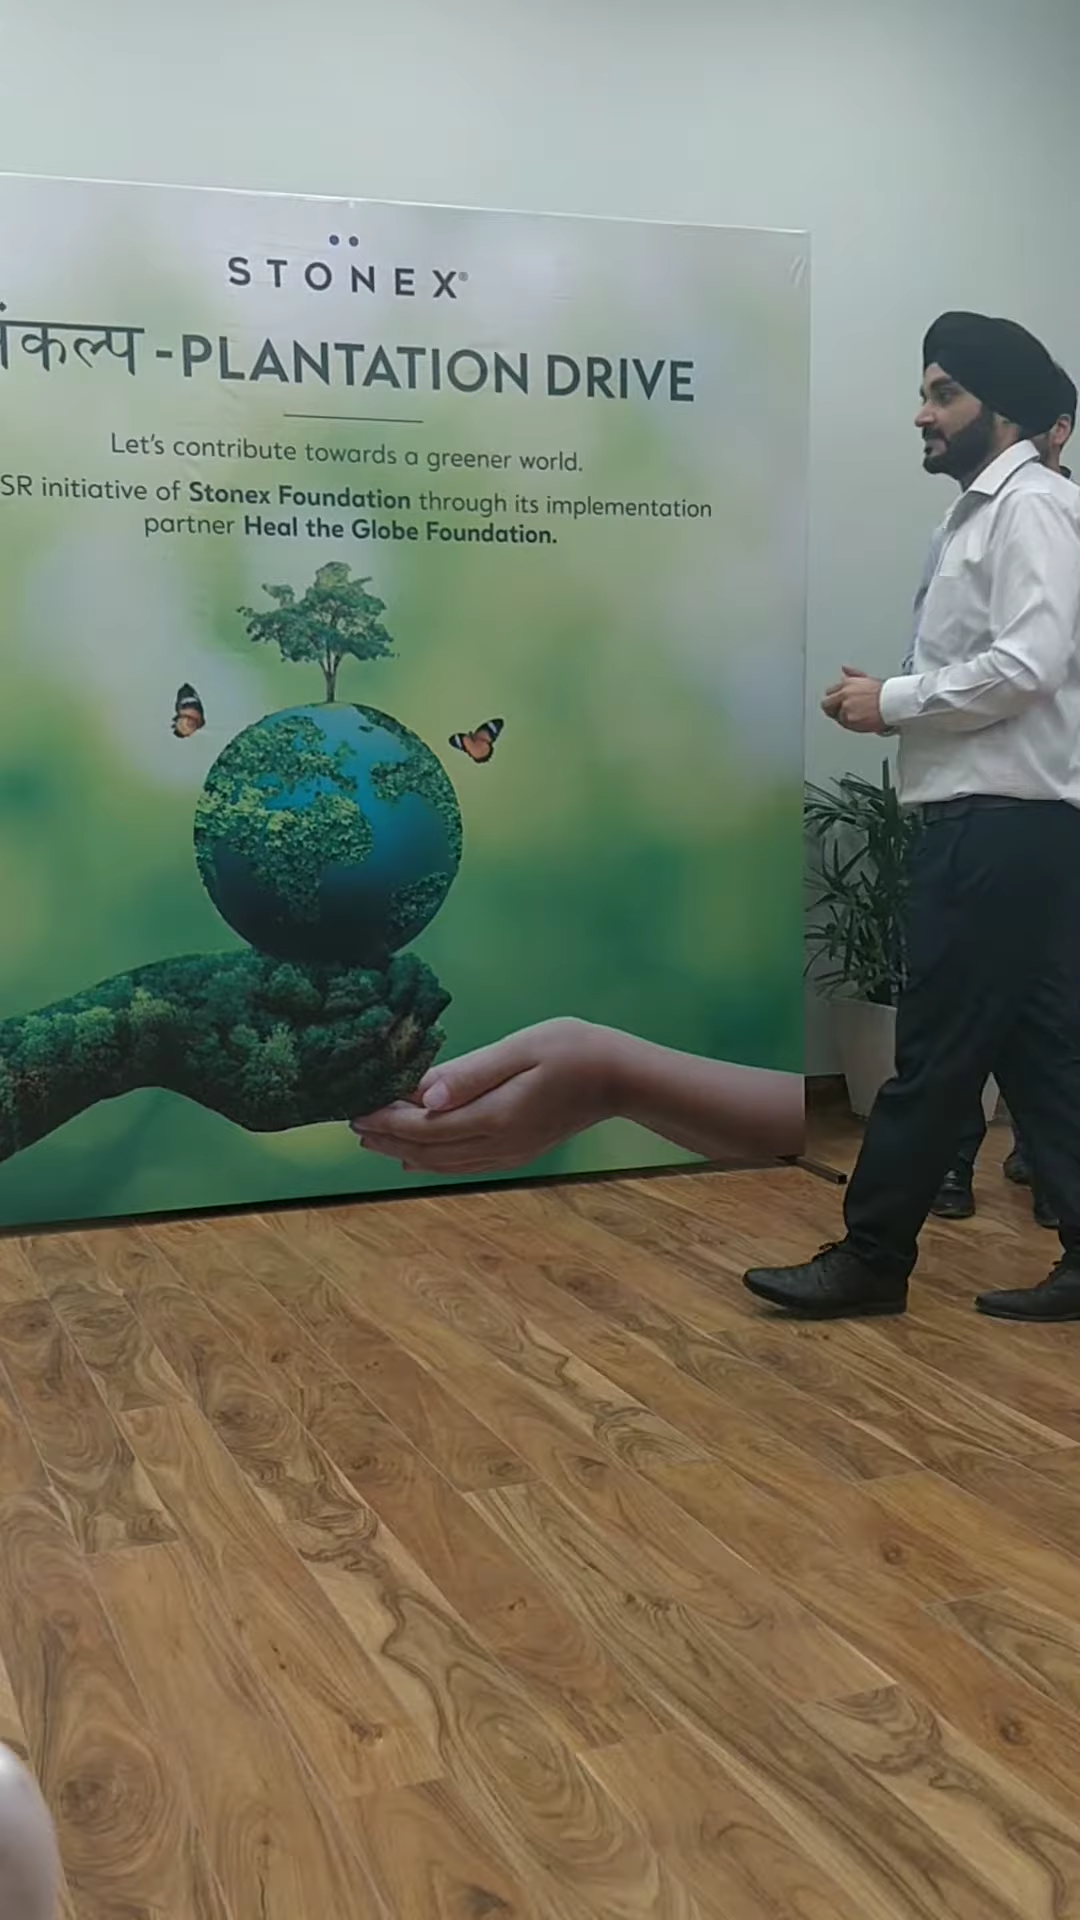 STÖNEX®
संकल्प - PLANTATION DRIVE
Let's contribute towards a greener world.
SR initiative of Stonex Foundation through its implementation
partner Heal the Globe Foundation.